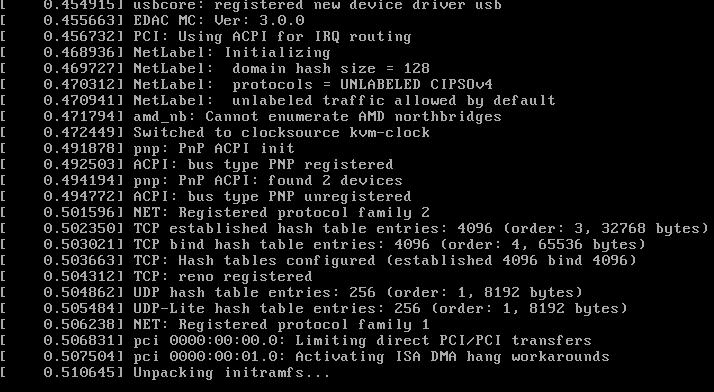 [    0.454915] usbcore: registered new device driver usb
[    0.455663] EDAC MC: Ver: 3.0.0
[    0.456732] PCI: Using ACPI for IRQ routing
[    0.468936] NetLabel: Initializing
[    0.469727] NetLabel:  domain hash size = 128
[    0.470312] NetLabel:  protocols = UNLABELED CIPSOv4
[    0.470941] NetLabel:  unlabeled traffic allowed by default
[    0.471794] amd_nb: Cannot enumerate AMD northbridges
[    0.472449] Switched to clocksource kvm-clock
[    0.491878] pnp: PnP ACPI init
[    0.492503] ACPI: bus type PNP registered
[    0.494194] pnp: PnP ACPI: found 2 devices
[    0.494772] ACPI: bus type PNP unregistered
[    0.501596] NET: Registered protocol family 2
[    0.502350] TCP established hash table entries: 4096 (order: 3, 32768 bytes)
[    0.503021] TCP bind hash table entries: 4096 (order: 4, 65536 bytes)
[    0.503663] TCP: Hash tables configured (established 4096 bind 4096)
[    0.504312] TCP: reno registered
[    0.504862] UDP hash table entries: 256 (order: 1, 8192 bytes)
[    0.505484] UDP-Lite hash table entries: 256 (order: 1, 8192 bytes)
[    0.506238] NET: Registered protocol family 1
[    0.506831] pci 0000:00:00.0: Limiting direct PCI/PCI transfers
[    0.507504] pci 0000:00:01.0: Activating ISA DMA hang workarounds
[    0.510645] Unpacking initramfs...